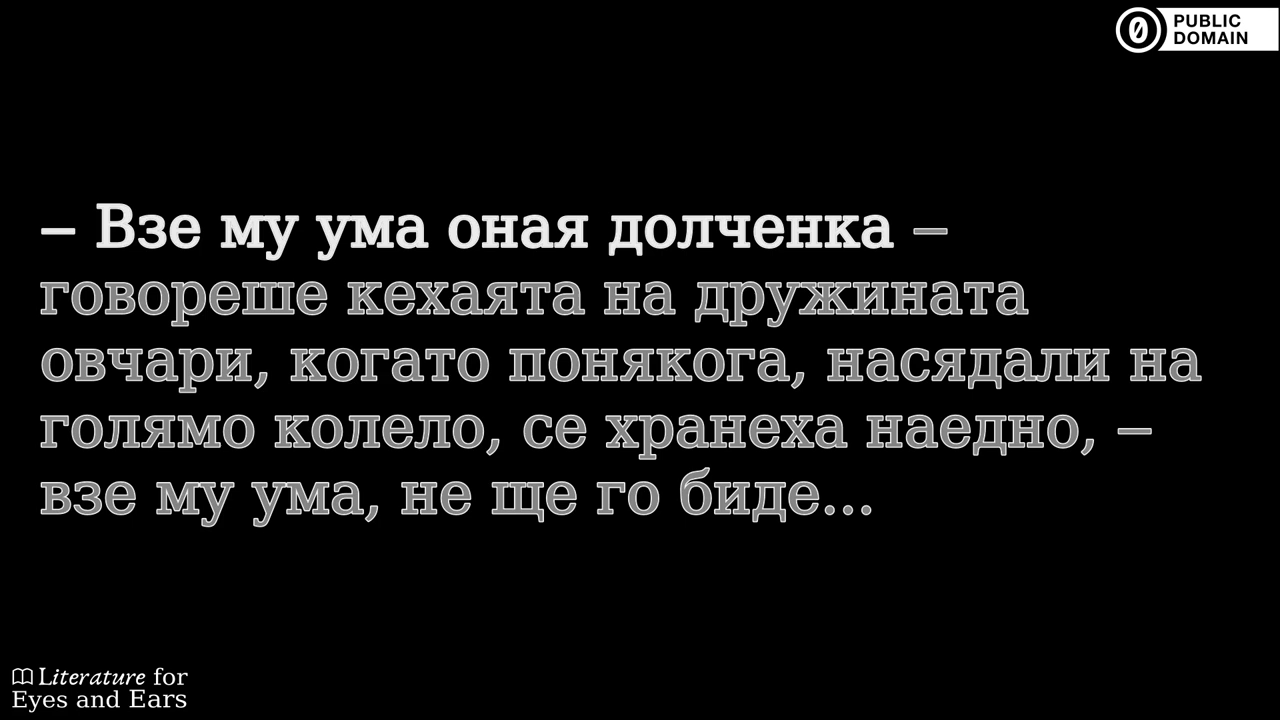 PUBLIC
DOMAIN
– Взе му ума оная долченка –
говореше кехаята на дружината
овчари, когато понякога, насядали на
голямо колело, се хранеха наедно, –
взе му ума, не ще го биде...
Literature for
Eyes and Ears